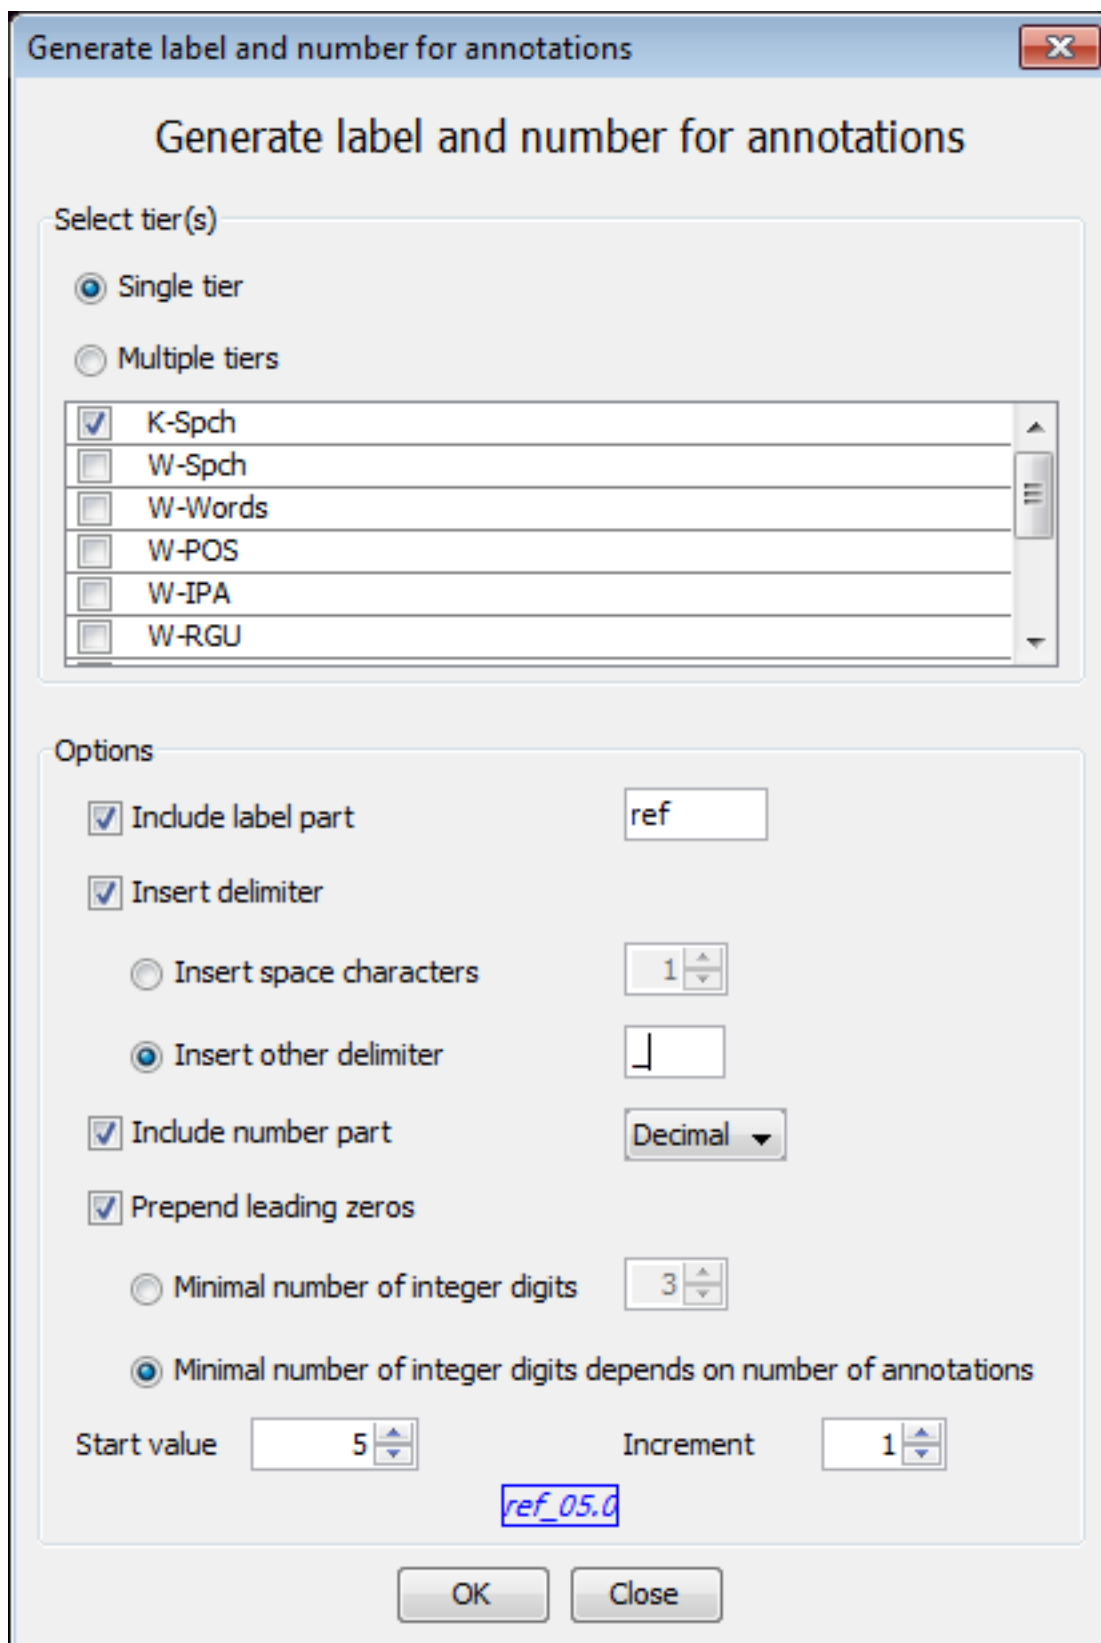 Generate label and number for annotations
Generate label and number for annotations
Select tier(s)
Single tier
Multiple tiers
K-Spch
W-Spch
W-Words
W-POS
W-IPA
W-RGU
Options
Include label part ref
Insert delimiter
Insert space characters 1
Insert other delimiter _
Include number part Decimal
Prepend leading zeros
Minimal number of integer digits 3
Minimal number of integer digits depends on number of annotations
Start value 5 Increment 1
ref_05.0
OK Close